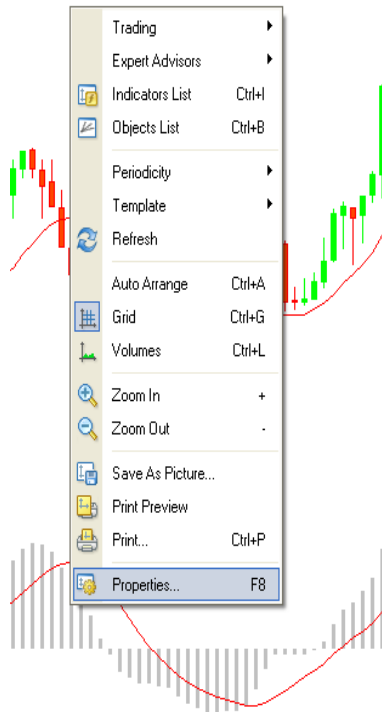 Trading
Expert Advisors
Indicators List Ctrl+I
Objects List Ctrl+B
Periodicity
Template
Refresh
Auto Arrange Ctrl+A
Grid Ctrl+G
Volumes Ctrl+L
Zoom In +
Zoom Out -
Save As Picture...
Print Preview
Print... Ctrl+P
Properties... F8